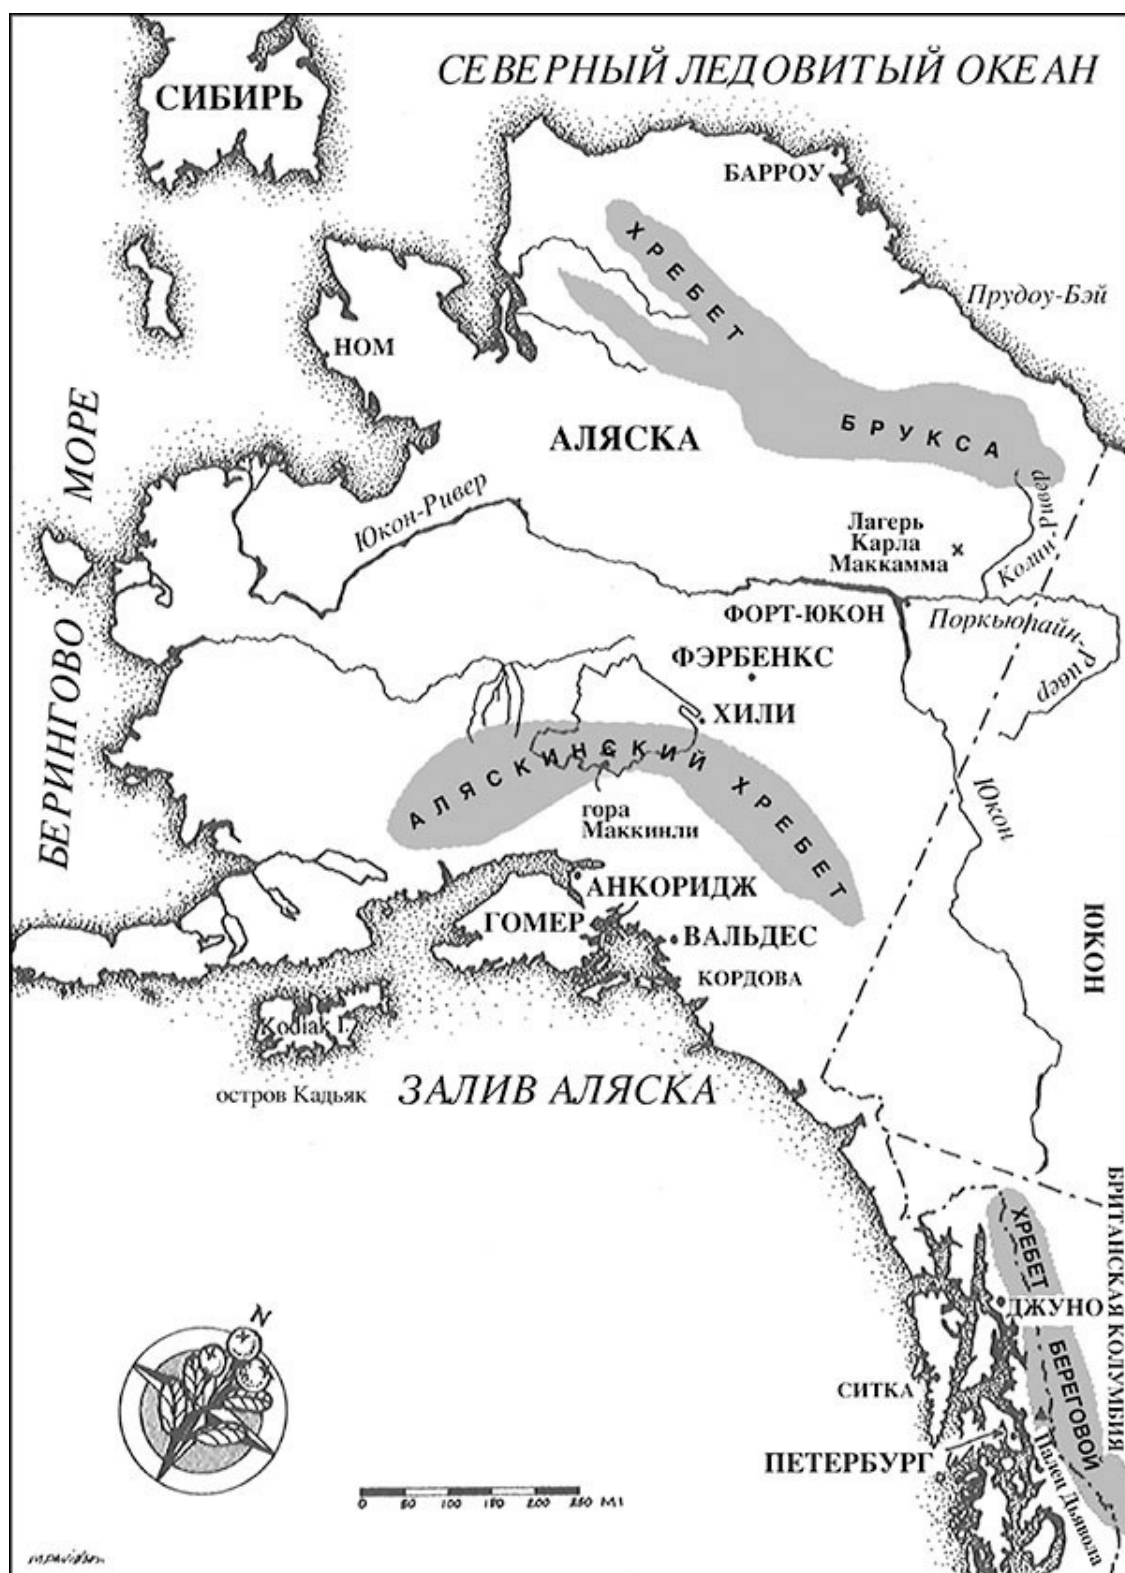 СЕВЕРНЫЙ ЛЕДОВИТЫЙ ОКЕАН
СИБИРЬ
БАРРОУ
ХРЕБЕТ
БРУКСА
Прудоу-Бэй
НОМ
АЛЯСКА
БЕРИНГОВО МОРЕ
Юкон-Ривер
Лагерь
Карла
Маккамма
Колин-Ривер
ФОРТ-ЮКОН
Поркьюпайн-
Ривер
ФЭРБЕНКС
ХИЛИ
АЛЯСКИНСКИЙ ХРЕБЕТ
гора
Маккинли
Юкон
АНКОРИДЖ
ГОМЕР
ВАЛЬДЕС
КОРДОВА
ЮКОН
Kodiak I.
остров Кадьяк
ЗАЛИВ АЛЯСКА
БРИТАНСКАЯ КОЛУМБИЯ
ХРЕБЕТ
БЕРЕГОВОЙ
ДЖУНО
N
СИТКА
ПЕТЕРБУРГ
Палец Дьявола
0 50 100 150 200 250 MI